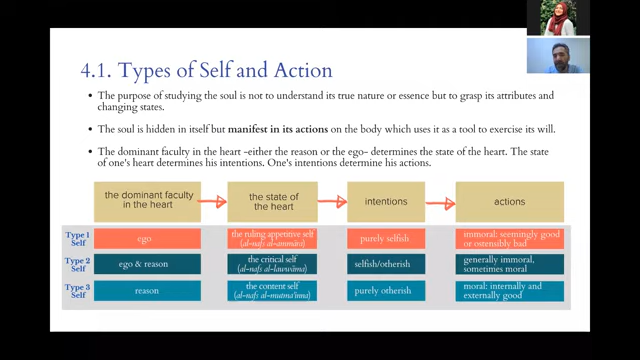 4.1. Types of Self and Action
• The purpose of studying the soul is not to understand its true nature or essence but to grasp its attributes and
changing states.
• The soul is hidden in itself but manifest in its actions on the body which uses it as a tool to exercise its will.
• The dominant faculty in the heart -either the reason or the ego- determines the state of the heart. The state
of one's heart determines his intentions. One's intentions determine his actions.
the dominant faculty
in the heart
the state of
the heart
intentions
actions
Type 1
Self
ego
the ruling appetitive self
(al-nafs al-ammāra)
purely selfish
immoral: seemingly good
or ostensibly bad
Type 2
Self
ego & reason
the critical self
(al-nafs al-lawwāma)
selfish/otherish
generally immoral,
sometimes moral
Type 3
Self
reason
the content self
(al-nafs al-mutma'inna)
purely otherish
moral: internally and
externally good